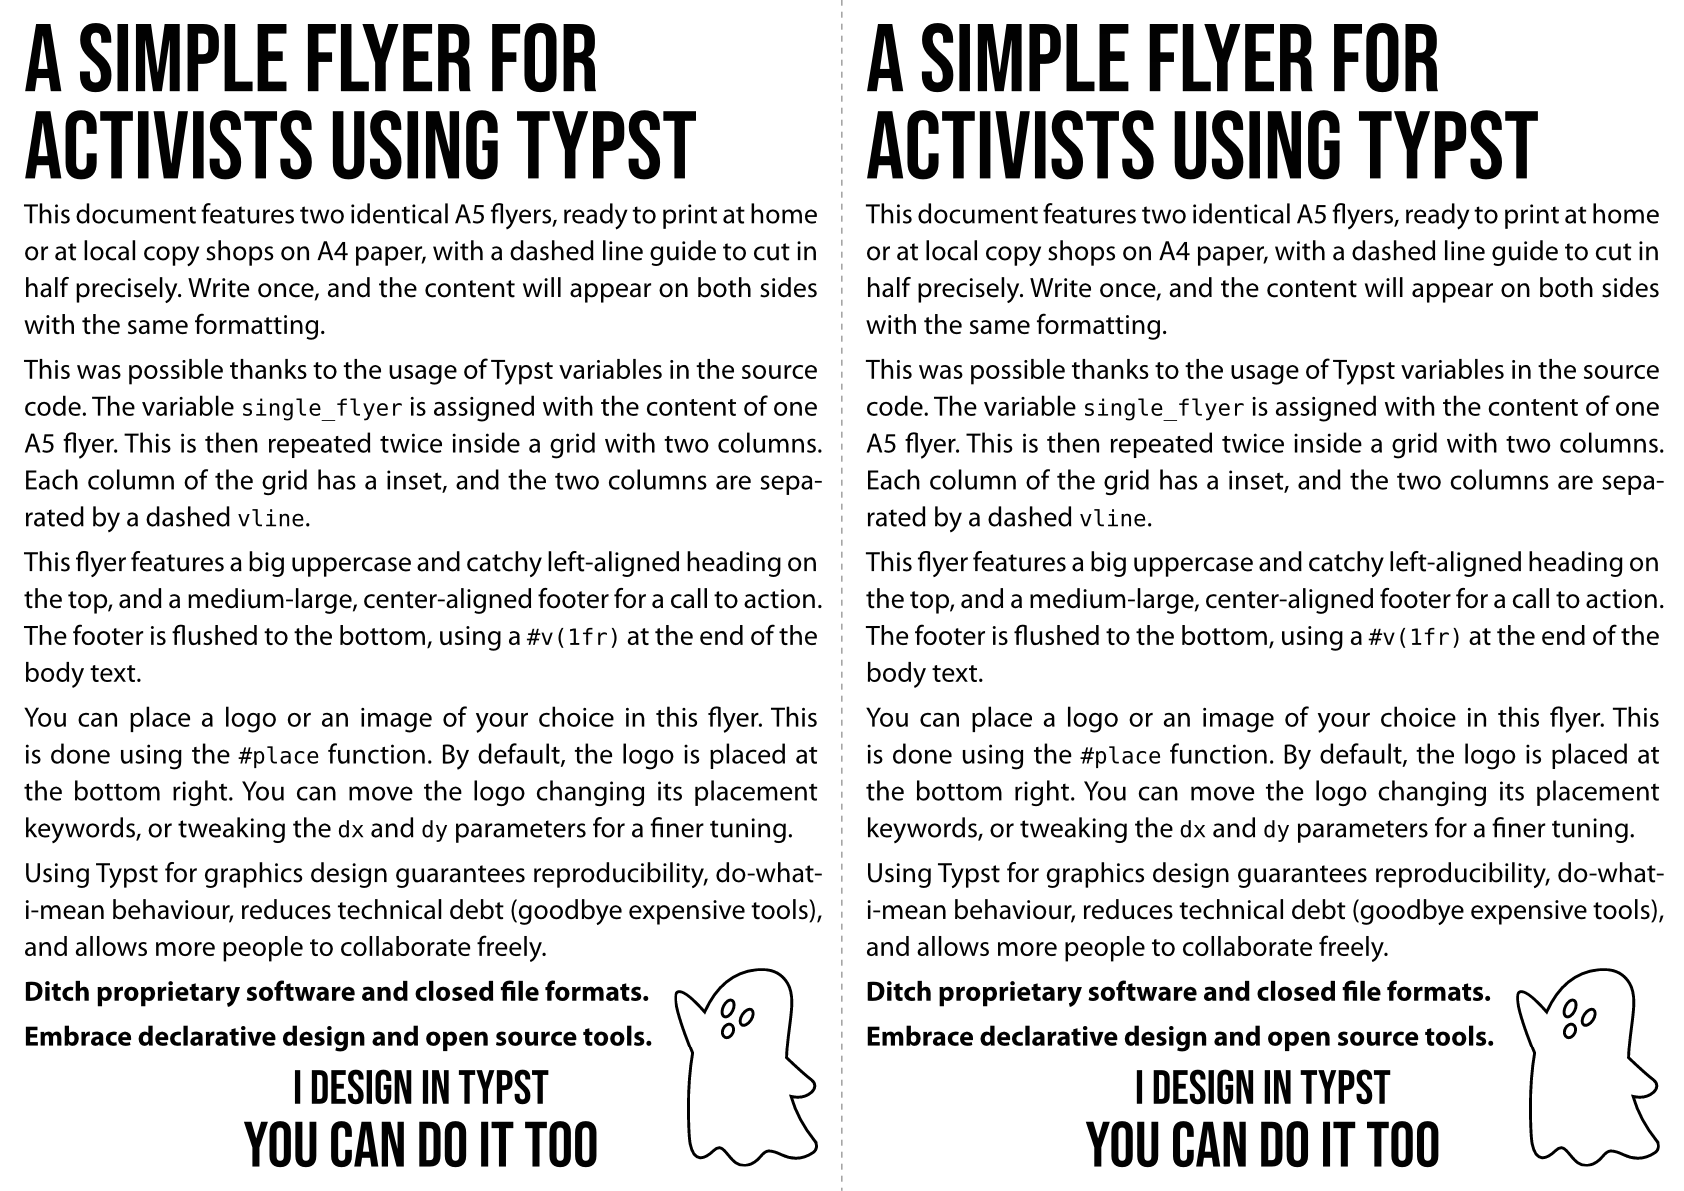 A SIMPLE FLYER FOR
ACTIVISTS USING TYPST
This document features two identical A5 flyers, ready to print at home
or at local copy shops on A4 paper, with a dashed line guide to cut in
half precisely. Write once, and the content will appear on both sides
with the same formatting.
This was possible thanks to the usage of Typst variables in the source
code. The variable single_flyer is assigned with the content of one
A5 flyer. This is then repeated twice inside a grid with two columns.
Each column of the grid has a inset, and the two columns are sepa-
rated by a dashed vline.
This flyer features a big uppercase and catchy left-aligned heading on
the top, and a medium-large, center-aligned footer for a call to action.
The footer is flushed to the bottom, using a #v(1fr) at the end of the
body text.
You can place a logo or an image of your choice in this flyer. This
is done using the #place function. By default, the logo is placed at
the bottom right. You can move the logo changing its placement
keywords, or tweaking the dx and dy parameters for a finer tuning.
Using Typst for graphics design guarantees reproducibility, do-what-
i-mean behaviour, reduces technical debt (goodbye expensive tools),
and allows more people to collaborate freely.
Ditch proprietary software and closed file formats.
Embrace declarative design and open source tools.
I DESIGN IN TYPST
YOU CAN DO IT TOO
A SIMPLE FLYER FOR
ACTIVISTS USING TYPST
This document features two identical A5 flyers, ready to print at home
or at local copy shops on A4 paper, with a dashed line guide to cut in
half precisely. Write once, and the content will appear on both sides
with the same formatting.
This was possible thanks to the usage of Typst variables in the source
code. The variable single_flyer is assigned with the content of one
A5 flyer. This is then repeated twice inside a grid with two columns.
Each column of the grid has a inset, and the two columns are sepa-
rated by a dashed vline.
This flyer features a big uppercase and catchy left-aligned heading on
the top, and a medium-large, center-aligned footer for a call to action.
The footer is flushed to the bottom, using a #v(1fr) at the end of the
body text.
You can place a logo or an image of your choice in this flyer. This
is done using the #place function. By default, the logo is placed at
the bottom right. You can move the logo changing its placement
keywords, or tweaking the dx and dy parameters for a finer tuning.
Using Typst for graphics design guarantees reproducibility, do-what-
i-mean behaviour, reduces technical debt (goodbye expensive tools),
and allows more people to collaborate freely.
Ditch proprietary software and closed file formats.
Embrace declarative design and open source tools.
I DESIGN IN TYPST
YOU CAN DO IT TOO